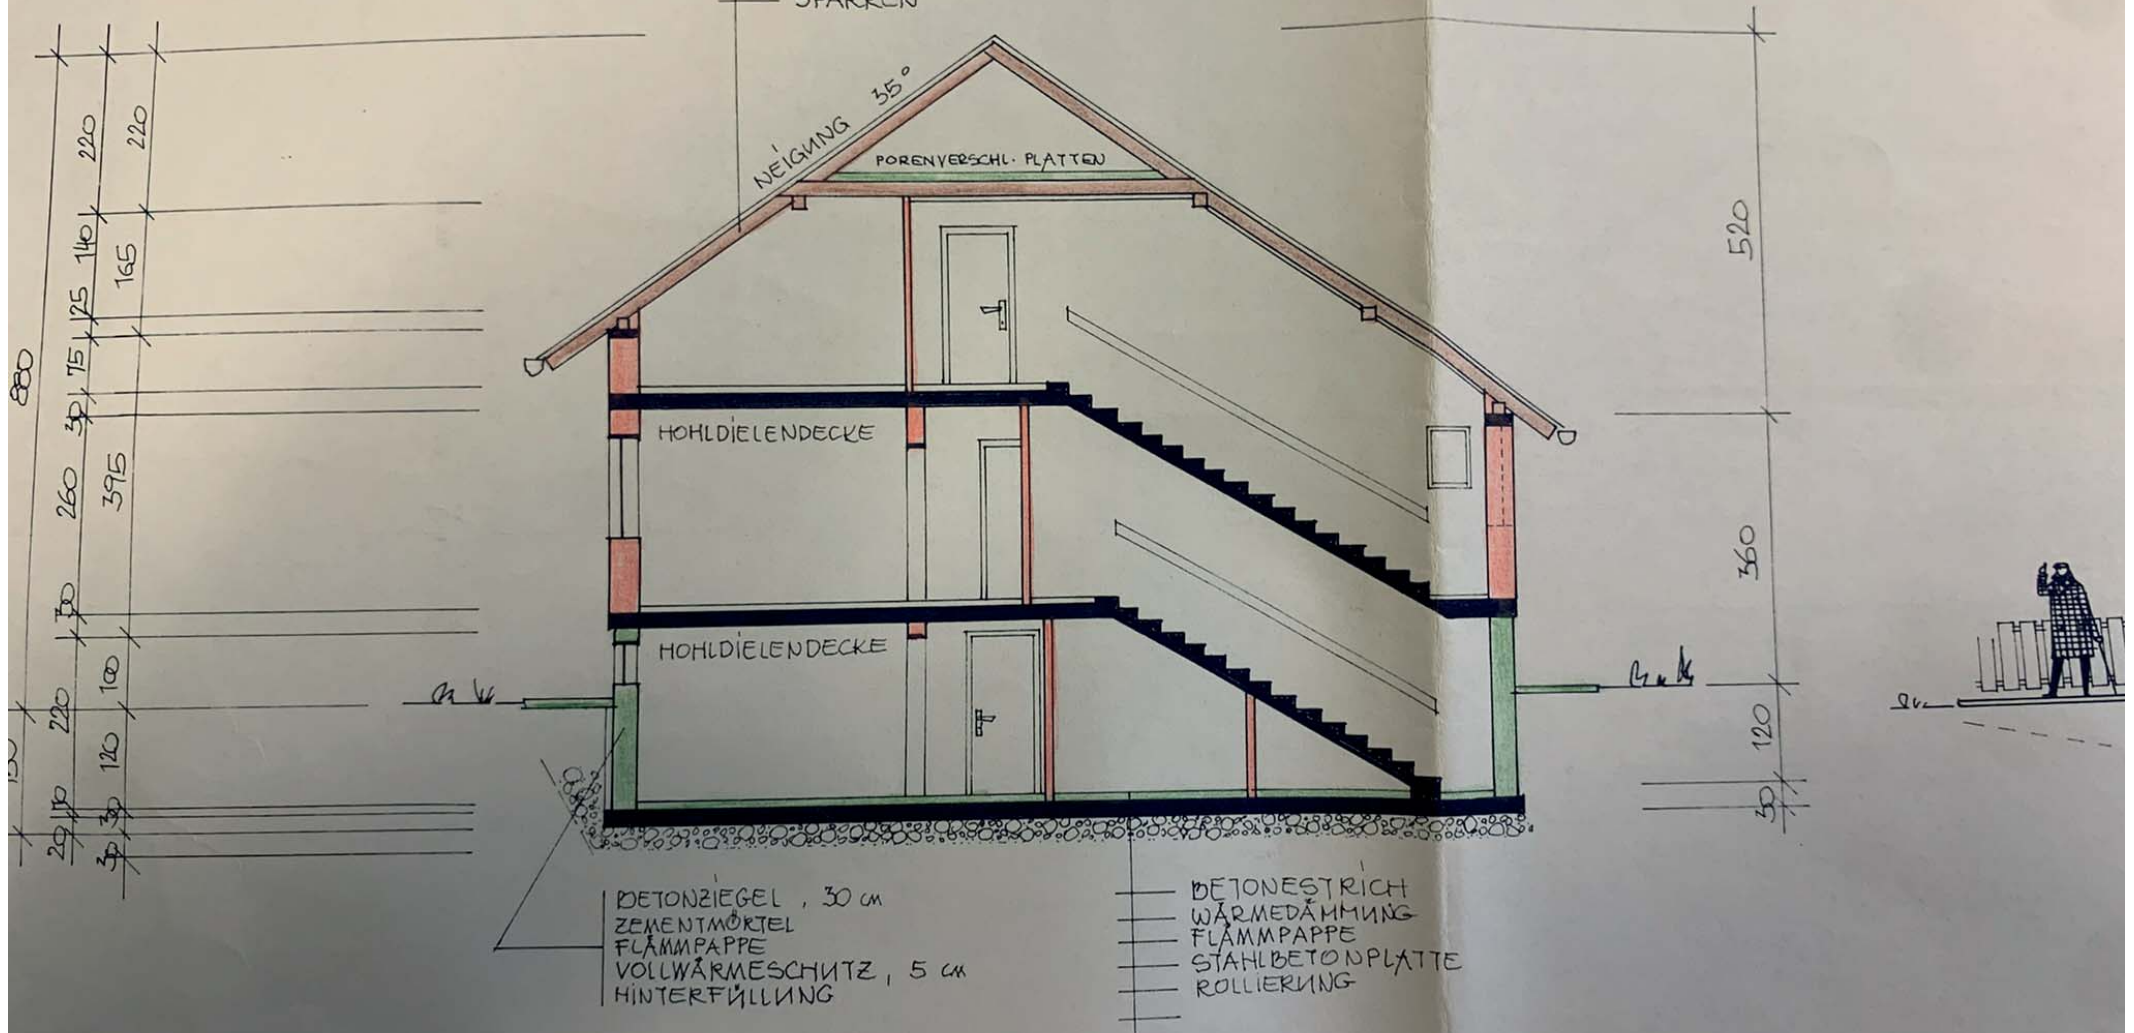 SPARREN
NEIGUNG 35°
PORENVERSCHL. PLATTEN
HOHLDIELENDECKE
HOHLDIELENDECKE
880
220
140
25
75
30
260
30
220
10
20
220
165
395
100
120
30
30
520
360
120
30
BETONZIEGEL, 30 cm
ZEMENTMÖRTEL
FLÄMMPAPPE
VOLLWÄRMESCHUTZ, 5 cm
HINTERFÜLLUNG
BETONESTRICH
WÄRMEDÄMMUNG
FLÄMMPAPPE
STAHLBETONPLATTE
ROLLIERUNG